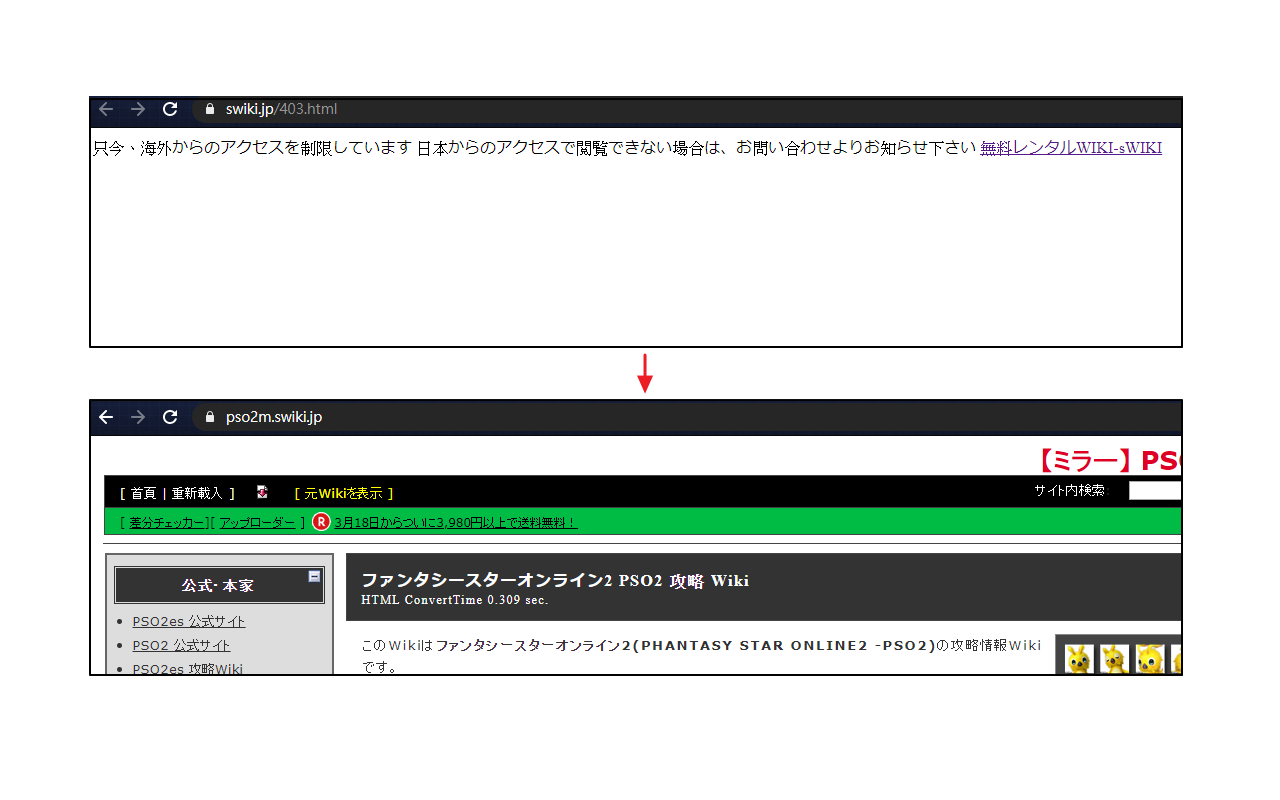 swiki.jp/403.html
只今、海外からのアクセスを制限しています 日本からのアクセスで閲覧できない場合は、お問い合わせよりお知らせ下さい 無料レンタルWIKI-sWIKI
pso2m.swiki.jp
【ミラー】PSO
[ 首頁 | 重新載入 ] [ 元Wikiを表示 ] サイト内検索:
[ 差分チェッカー][ アップローダー ] R 3月18日からついに3,980円以上で送料無料！
公式・本家
PSO2es 公式サイト
PSO2 公式サイト
PSO2es 攻略Wiki
ファンタシースターオンライン2 PSO2 攻略 Wiki
HTML ConvertTime 0.309 sec.
このWikiはファンタシースターオンライン2(PHANTASY STAR ONLINE2 -PSO2)の攻略情報Wiki
です。